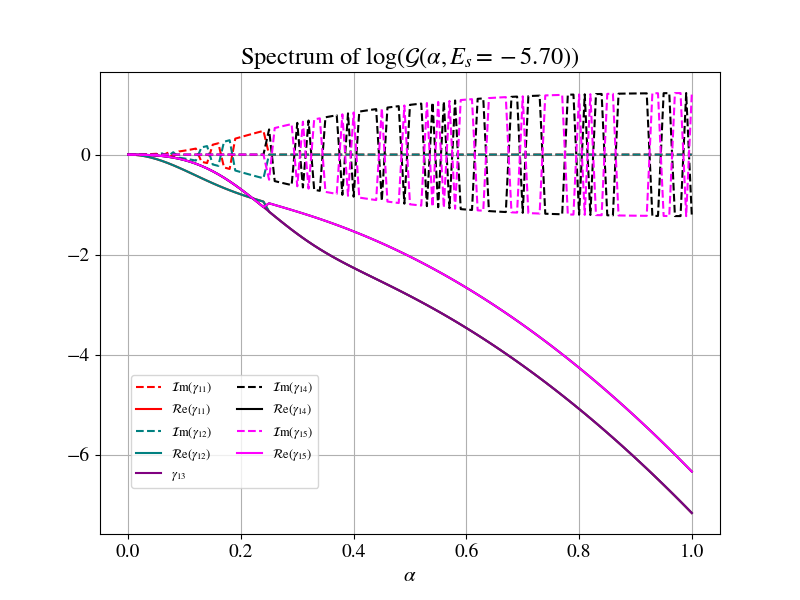 Spectrum of log(𝒢(α, E_s = −5.70))
0
−2
−4
−6
ℐm(γ₁₁)
ℛe(γ₁₁)
ℐm(γ₁₂)
ℛe(γ₁₂)
γ₁₃
ℐm(γ₁₄)
ℛe(γ₁₄)
ℐm(γ₁₅)
ℛe(γ₁₅)
0.0 0.2 0.4 0.6 0.8 1.0
α